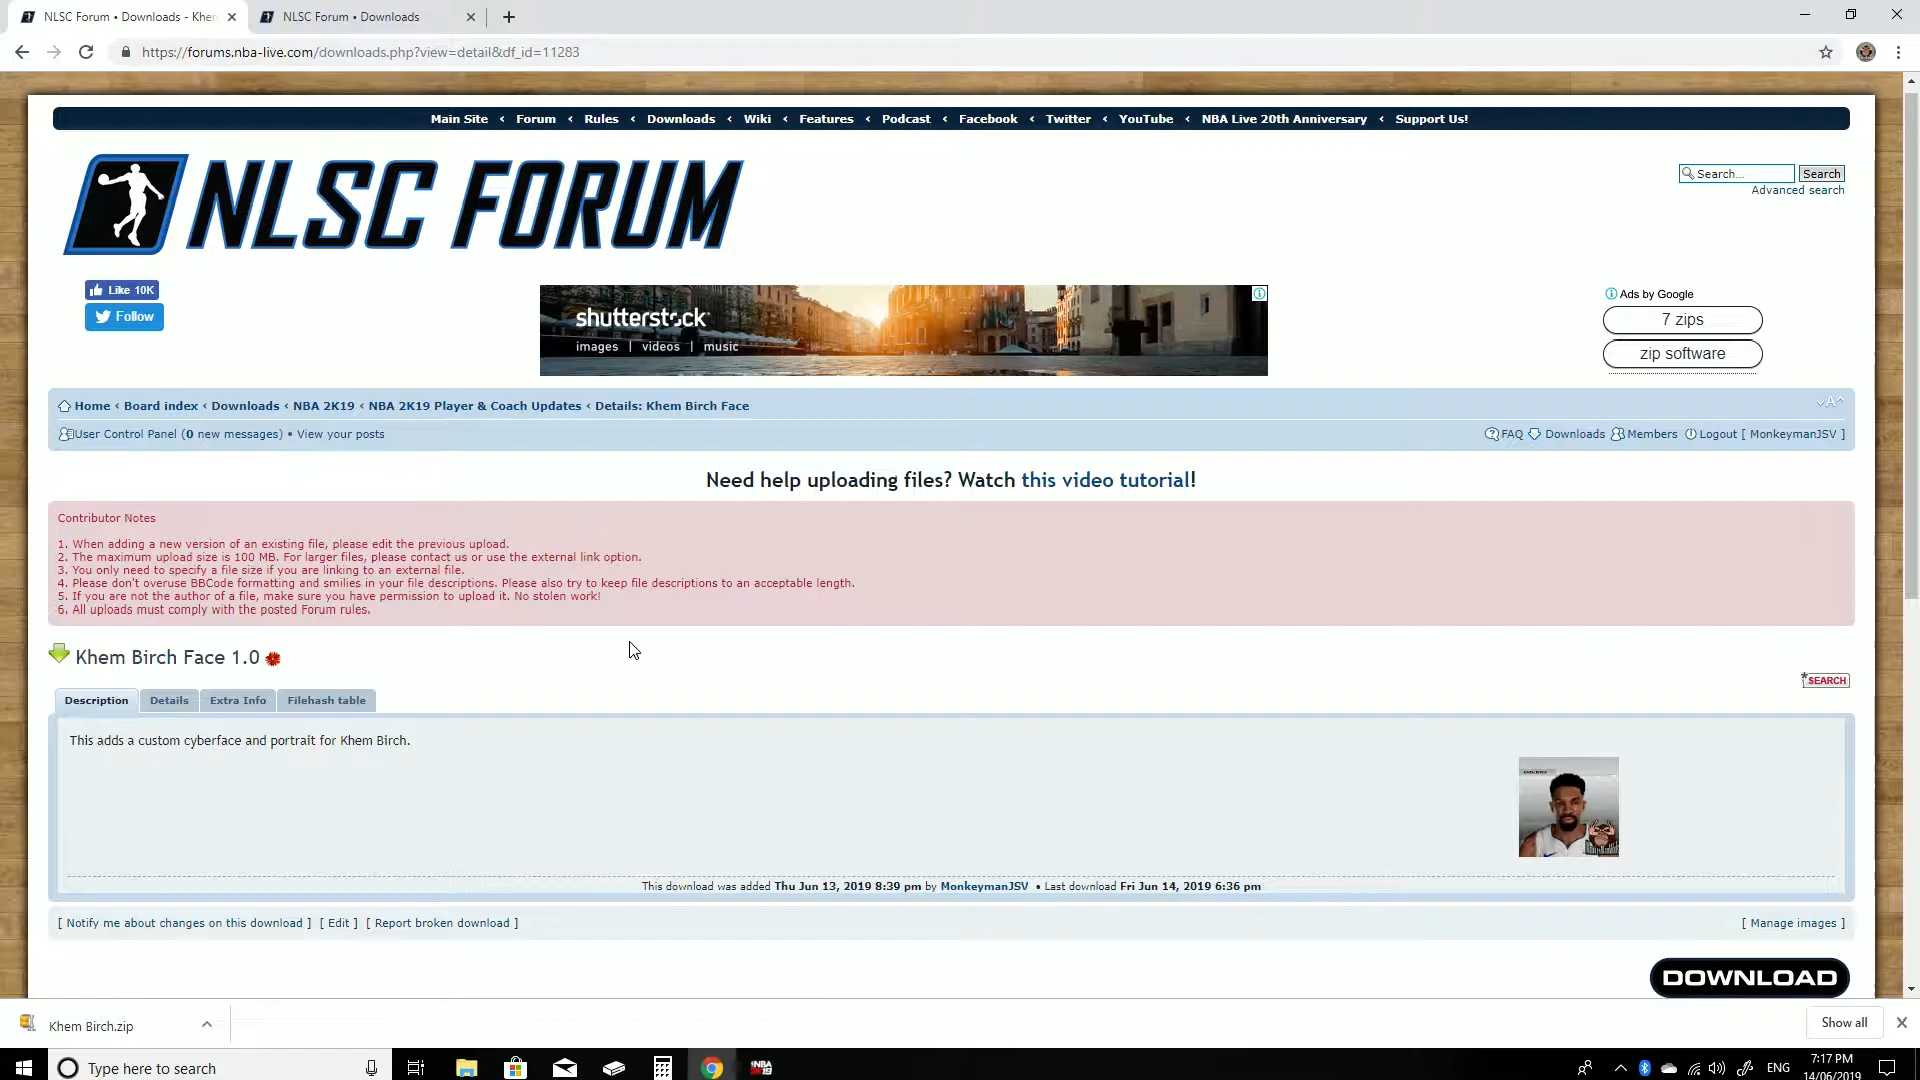 NLSC Forum • Downloads - Khe
NLSC Forum • Downloads
https://forums.nba-live.com/downloads.php?view=detail&df_id=11283
Main Site ‹ Forum ‹ Rules ‹ Downloads ‹ Wiki ‹ Features ‹ Podcast ‹ Facebook ‹ Twitter ‹ YouTube ‹ NBA Live 20th Anniversary ‹ Support Us!
NLSC FORUM
Search... Search
Advanced search
Like 10K
Follow
shutterstock
images | videos | music
Ads by Google
7 zips
zip software
Home ‹ Board index ‹ Downloads ‹ NBA 2K19 ‹ NBA 2K19 Player & Coach Updates ‹ Details: Khem Birch Face
User Control Panel (0 new messages) • View your posts
FAQ Downloads Members Logout [ MonkeymanJSV ]
Need help uploading files? Watch this video tutorial!
Contributor Notes
1. When adding a new version of an existing file, please edit the previous upload.
2. The maximum upload size is 100 MB. For larger files, please contact us or use the external link option.
3. You only need to specify a file size if you are linking to an external file.
4. Please don't overuse BBCode formatting and smilies in your file descriptions. Please also try to keep file descriptions to an acceptable length.
5. If you are not the author of a file, make sure you have permission to upload it. No stolen work!
6. All uploads must comply with the posted Forum rules.
Khem Birch Face 1.0
*SEARCH
Description Details Extra Info Filehash table
This adds a custom cyberface and portrait for Khem Birch.
This download was added Thu Jun 13, 2019 8:39 pm by MonkeymanJSV • Last download Fri Jun 14, 2019 6:36 pm
[ Notify me about changes on this download ] [ Edit ] [ Report broken download ]
[ Manage images ]
DOWNLOAD
Khem Birch.zip
Show all
Type here to search
ENG
7:17 PM
14/06/2019